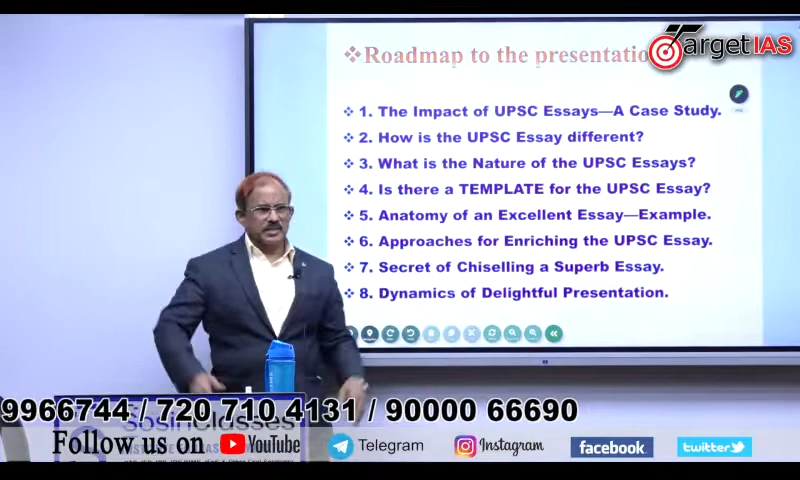 ❖Roadmap to the presentatio
Target IAS
❖ 1. The Impact of UPSC Essays—A Case Study.
❖ 2. How is the UPSC Essay different?
❖ 3. What is the Nature of the UPSC Essays?
❖ 4. Is there a TEMPLATE for the UPSC Essay?
❖ 5. Anatomy of an Excellent Essay—Example.
❖ 6. Approaches for Enriching the UPSC Essay.
❖ 7. Secret of Chiselling a Superb Essay.
❖ 8. Dynamics of Delightful Presentation.
9966744 / 720 710 4131 / 90000 66690
SosinClasses
Follow us on YouTube Telegram Instagram facebook twitter